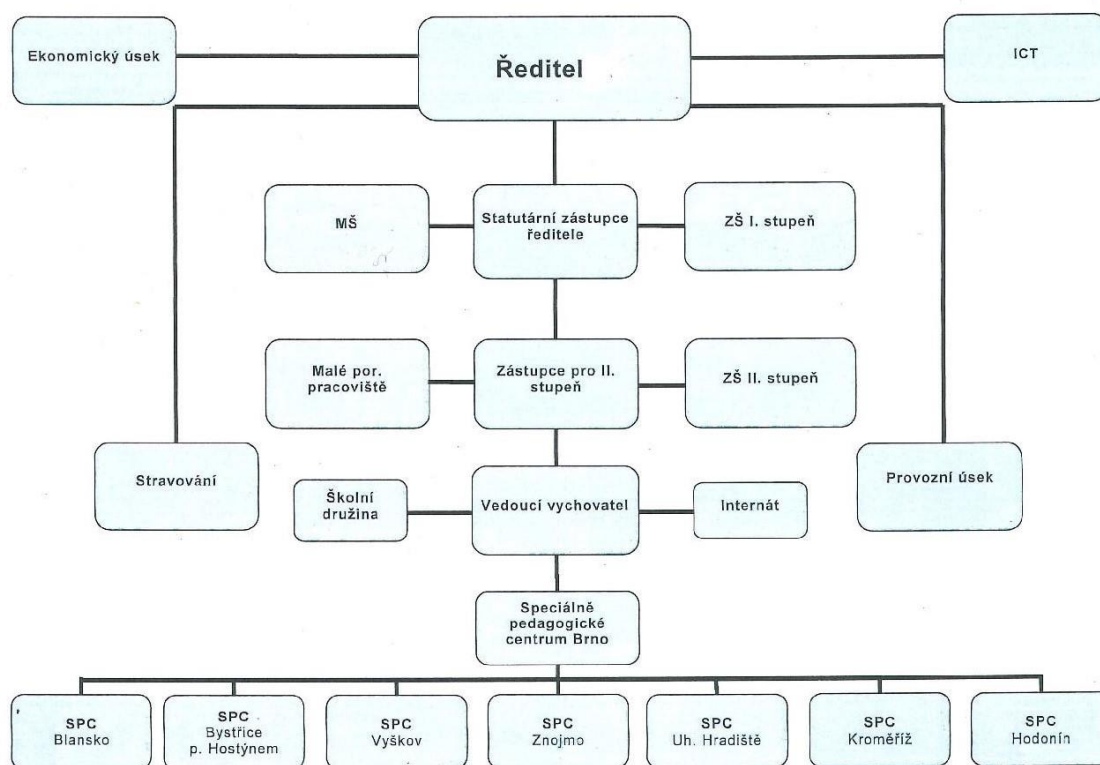 Ekonomický úsek
Ředitel
ICT
MŠ
Statutární zástupce
ředitele
ZŠ I. stupeň
Malé por.
pracoviště
Zástupce pro II.
stupeň
ZŠ II. stupeň
Stravování
Školní
družina
Vedoucí vychovatel
Internát
Provozní úsek
Speciálně
pedagogické
centrum Brno
SPC
Blansko
SPC
Bystřice
p. Hostýnem
SPC
Vyškov
SPC
Znojmo
SPC
Uh. Hradiště
SPC
Kroměříž
SPC
Hodonín